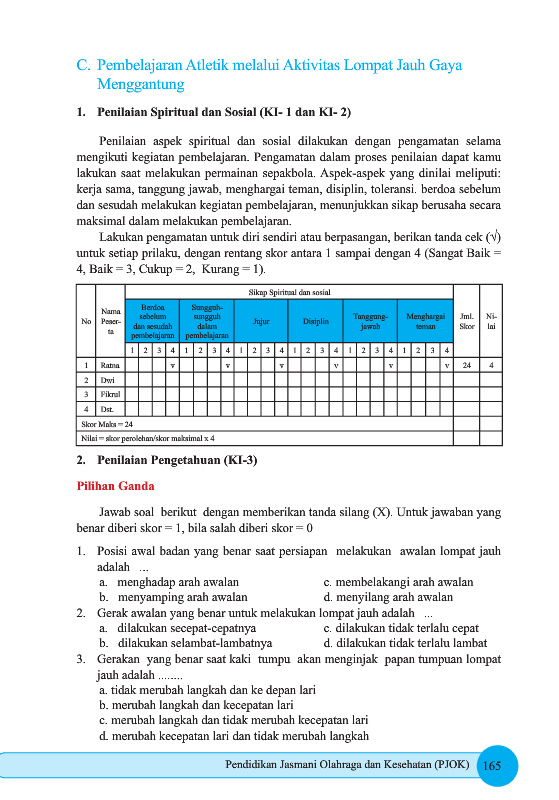 C. Pembelajaran Atletik melalui Aktivitas Lompat Jauh Gaya
Menggantung
1. Penilaian Spiritual dan Sosial (KI- 1 dan KI- 2)
Penilaian aspek spiritual dan sosial dilakukan dengan pengamatan selama
mengikuti kegiatan pembelajaran. Pengamatan dalam proses penilaian dapat kamu
lakukan saat melakukan permainan sepakbola. Aspek-aspek yang dinilai meliputi:
kerja sama, tanggung jawab, menghargai teman, disiplin, toleransi. berdoa sebelum
dan sesudah melakukan kegiatan pembelajaran, menunjukkan sikap berusaha secara
maksimal dalam melakukan pembelajaran.
Lakukan pengamatan untuk diri sendiri atau berpasangan, berikan tanda cek (√)
untuk setiap prilaku, dengan rentang skor antara 1 sampai dengan 4 (Sangat Baik =
4, Baik = 3, Cukup = 2, Kurang = 1).
No Nama Peser-ta Sikap Spiritual dan sosial Jml. Skor Ni-lai
Berdoa sebelum dan sesudah pembelajaran Sungguh-sungguh dalam pembelajaran Jujur Disiplin Tanggung-jawab Menghargai teman
1 2 3 4 1 2 3 4 1 2 3 4 1 2 3 4 1 2 3 4 1 2 3 4
1 Ratna v v v v v v 24 4
2 Dwi
3 Fikrul
4 Dst.
Skor Maks = 24
Nilai = skor perolehan/skor maksimal x 4
2. Penilaian Pengetahuan (KI-3)
Pilihan Ganda
Jawab soal berikut dengan memberikan tanda silang (X). Untuk jawaban yang
benar diberi skor = 1, bila salah diberi skor = 0
1. Posisi awal badan yang benar saat persiapan melakukan awalan lompat jauh
adalah ...
a. menghadap arah awalan c. membelakangi arah awalan
b. menyamping arah awalan d. menyilang arah awalan
2. Gerak awalan yang benar untuk melakukan lompat jauh adalah ...
a. dilakukan secepat-cepatnya c. dilakukan tidak terlalu cepat
b. dilakukan selambat-lambatnya d. dilakukan tidak terlalu lambat
3. Gerakan yang benar saat kaki tumpu akan menginjak papan tumpuan lompat
jauh adalah ........
a. tidak merubah langkah dan ke depan lari
b. merubah langkah dan kecepatan lari
c. merubah langkah dan tidak merubah kecepatan lari
d. merubah kecepatan lari dan tidak merubah langkah
Pendidikan Jasmani Olahraga dan Kesehatan (PJOK) 165